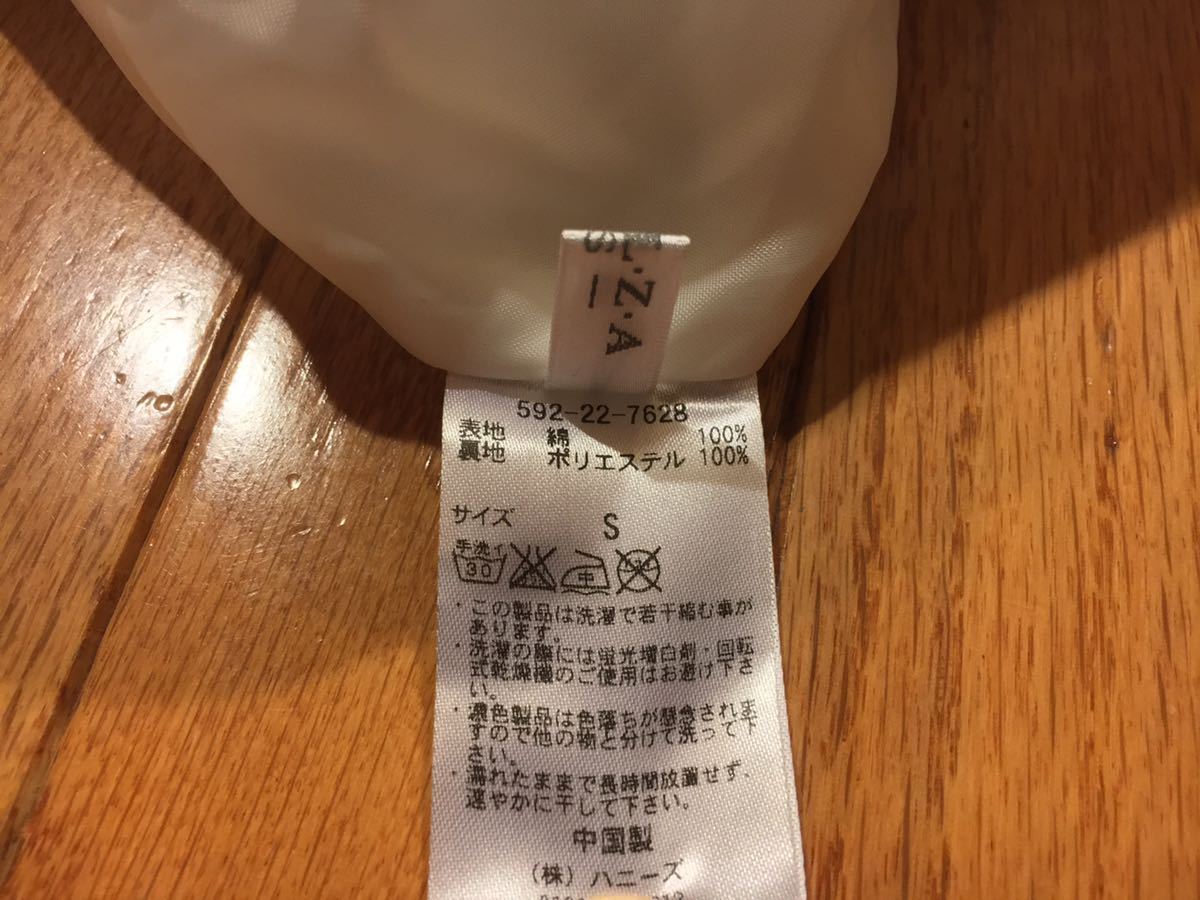 J・Z・A
S
592-22-7628
表地 綿 100%
裏地 ポリエステル 100%
サイズ S
手洗イ
30
中
・この製品は洗濯で若干縮む事が
あります。
・洗濯の際には蛍光増白剤・回転
式乾燥機のご使用はお避け下さ
い。
・濃色製品は色落ちが懸念されま
すので他の物と分けて洗って下
さい。
・濡れたままで長時間放置せず、
速やかに干して下さい。
中国製
(株) ハニーズ